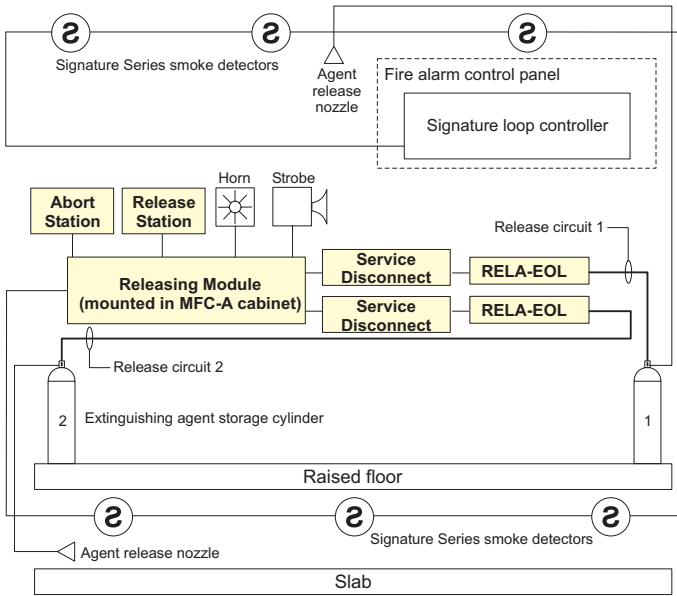 S S S
Signature Series smoke detectors
Agent
release
nozzle
Fire alarm control panel
Signature loop controller
Abort
Station
Release
Station
Horn
Strobe
Release circuit 1
Service
Disconnect
RELA-EOL
Releasing Module
(mounted in MFC-A cabinet)
Service
Disconnect
RELA-EOL
Release circuit 2
2
Extinguishing agent storage cylinder
1
Raised floor
S S S
Signature Series smoke detectors
Agent release nozzle
Slab